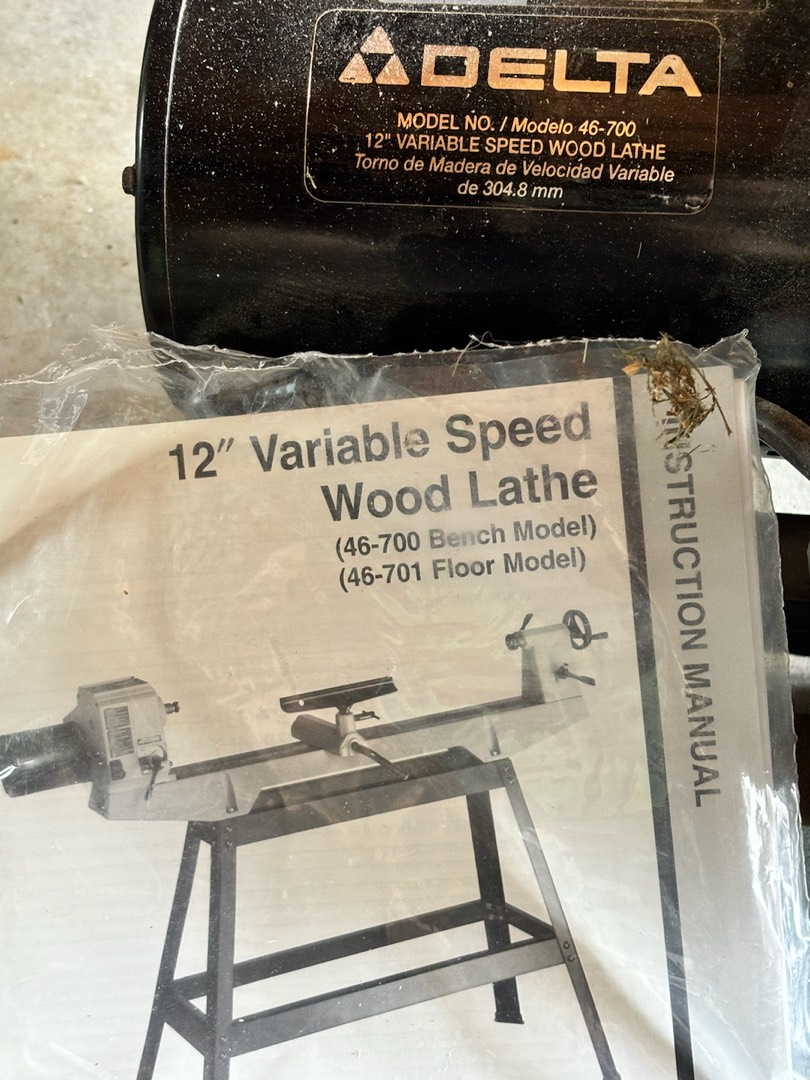 DELTA
MODEL NO. / Modelo 46-700
12" VARIABLE SPEED WOOD LATHE
Torno de Madera de Velocidad Variable
de 304.8 mm
12" Variable Speed
Wood Lathe
(46-700 Bench Model)
(46-701 Floor Model)
INSTRUCTION MANUAL